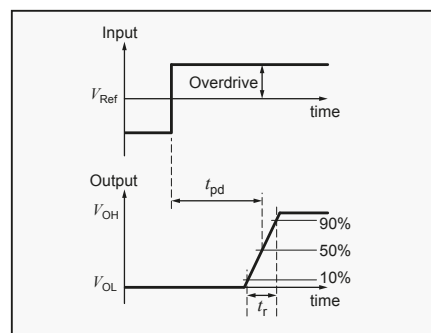 Input
Overdrive
V_Ref
time
t_pd
Output
V_OH
90%
50%
10%
V_OL
time
t_r